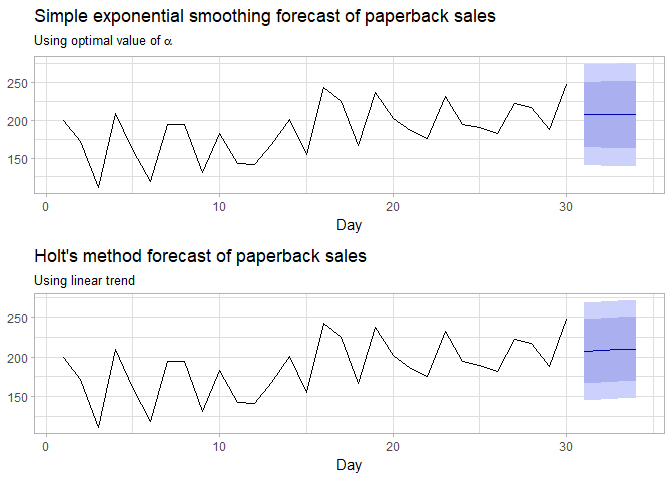 Simple exponential smoothing forecast of paperback sales
Using optimal value of α
250
200
150
0 10 20 30
Day
Holt's method forecast of paperback sales
Using linear trend
250
200
150
0 10 20 30
Day